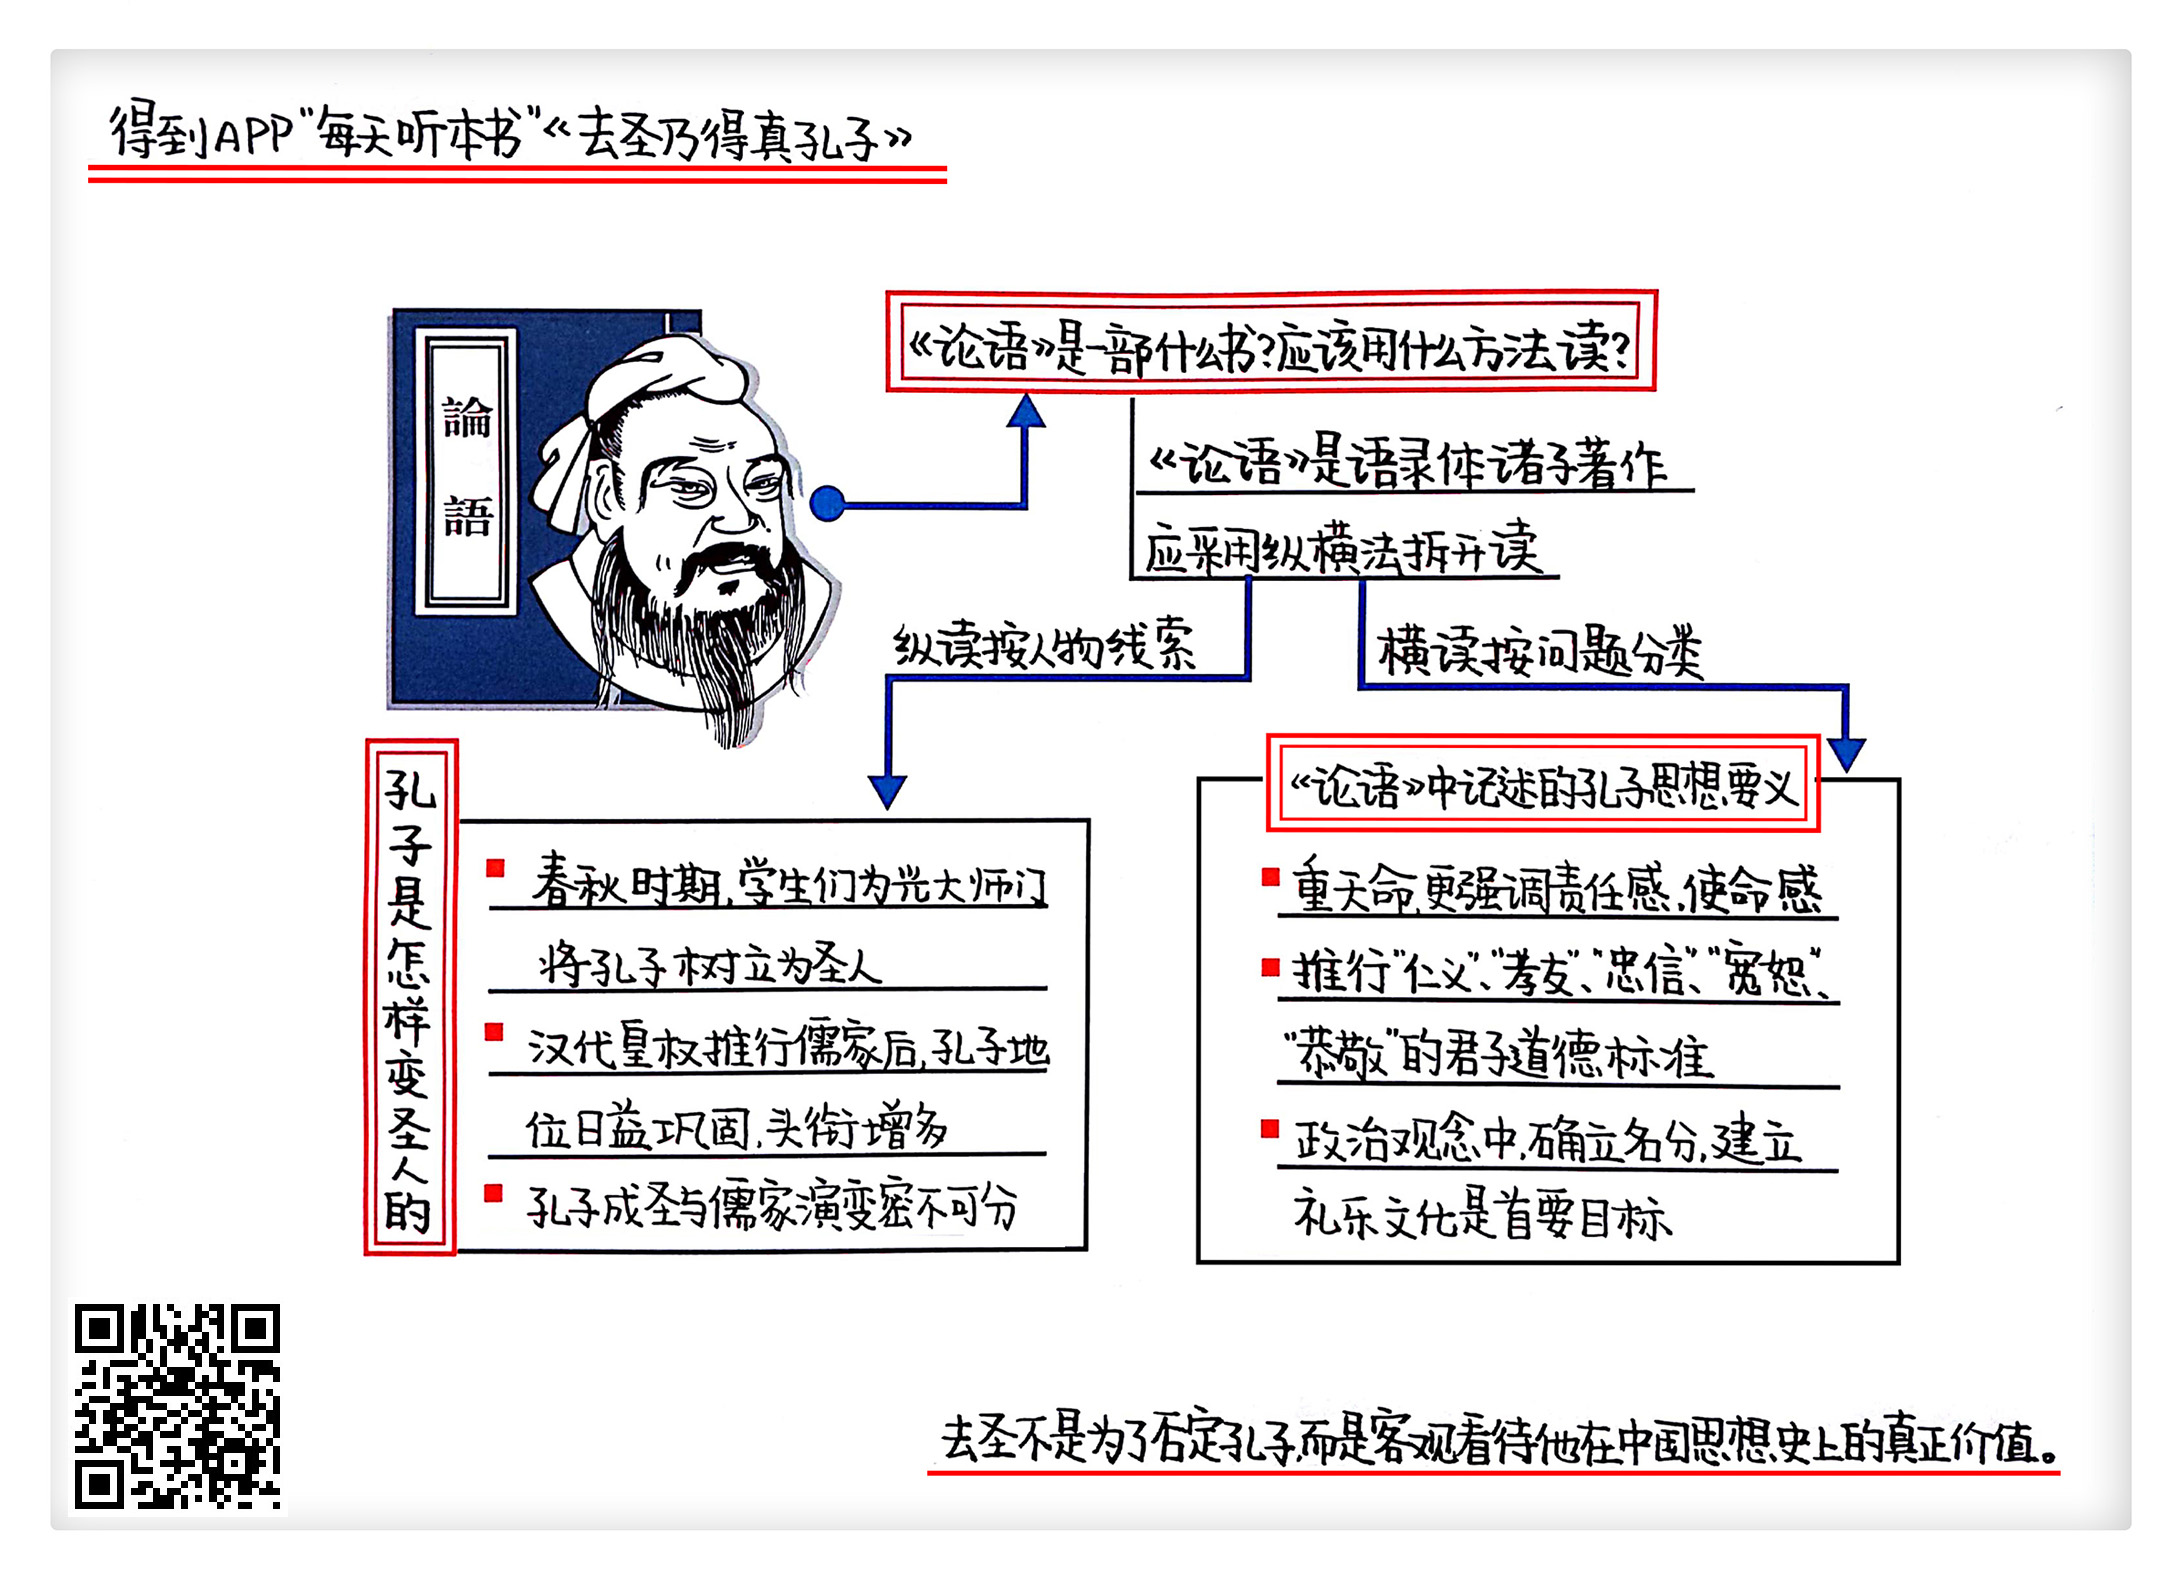 得到APP"每天听本书"《去圣乃得真孔子》
論語
《论语》是一部什么书?应该用什么方法读?
《论语》是语录体诸子著作
应采用纵横法拆开读
纵读按人物线索
横读按问题分类
孔子是怎样变圣人的
春秋时期,学生们为光大师门
将孔子树立为圣人
汉代皇权推行儒家后,孔子地
位日益巩固,头衔增多
孔子成圣与儒家演变密不可分
《论语》中记述的孔子思想要义
重天命,更强调责任感,使命感
推行"仁义"、"孝友"、"忠信"、"宽恕"、
"恭敬"的君子道德标准
政治观念中,确立名分,建立
礼乐文化是首要目标
去圣不是为了否定孔子,而是客观看待他在中国思想史上的真正价值。